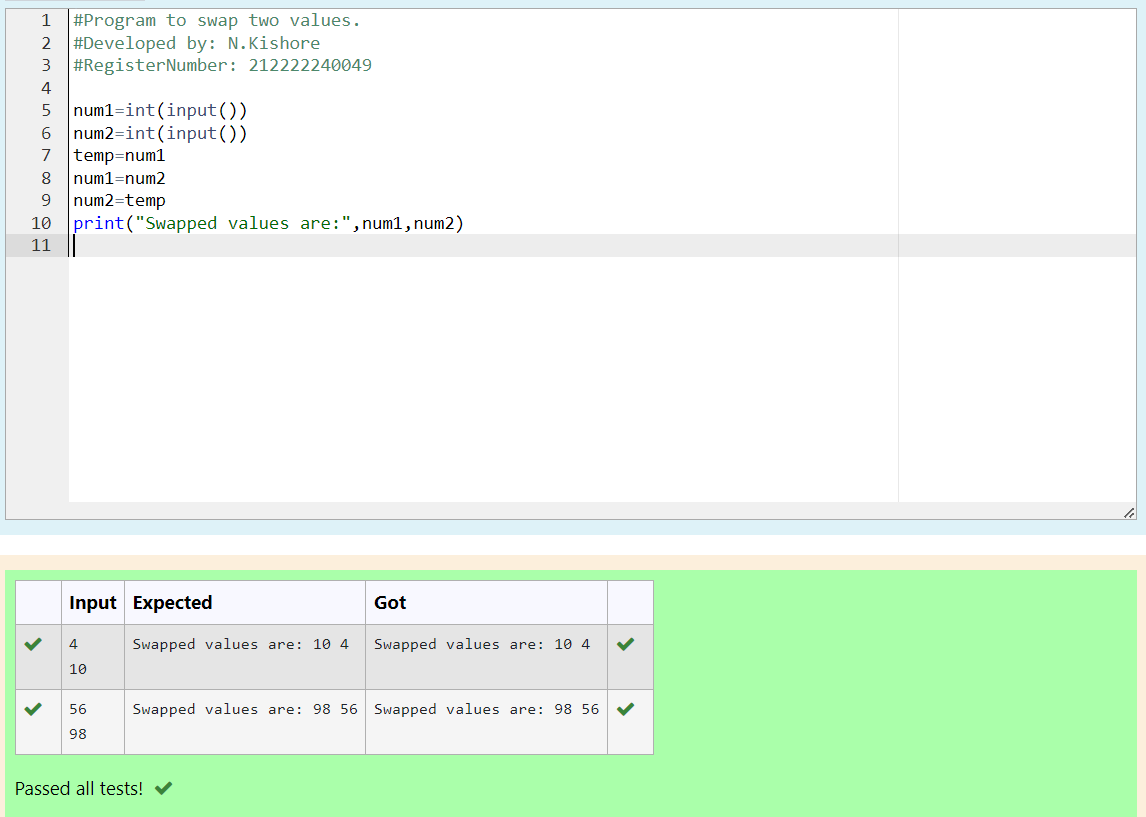 1 #Program to swap two values.
2 #Developed by: N.Kishore
3 #RegisterNumber: 212222240049
4
5 num1=int(input())
6 num2=int(input())
7 temp=num1
8 num1=num2
9 num2=temp
10 print("Swapped values are:",num1,num2)
11
Input Expected Got
4 Swapped values are: 10 4 Swapped values are: 10 4
10
56 Swapped values are: 98 56 Swapped values are: 98 56
98
Passed all tests!